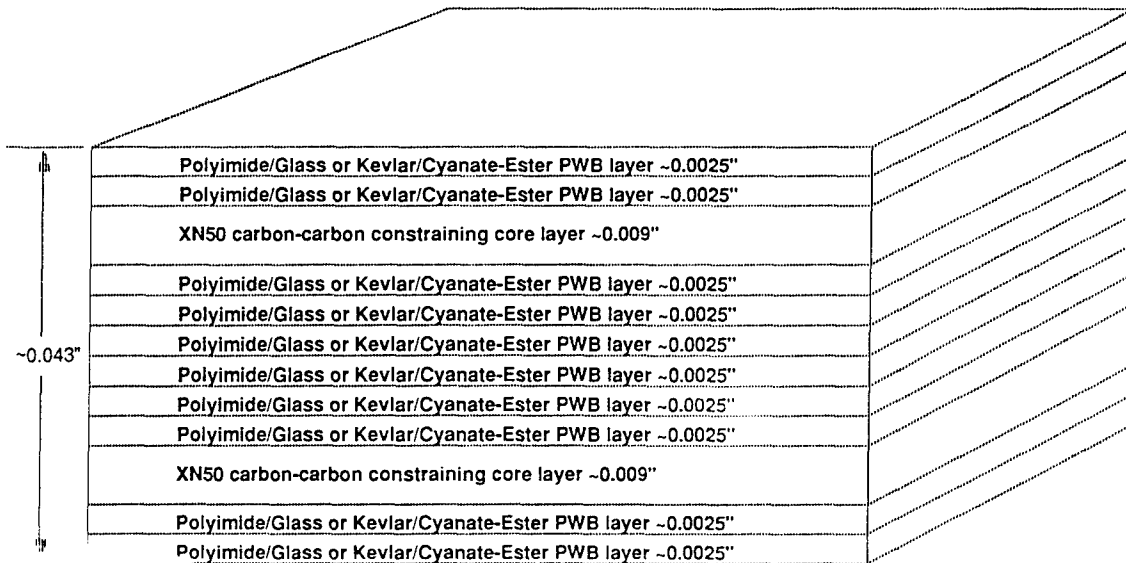 Polyimide/Glass or Kevlar/Cyanate-Ester PWB layer ~0.0025"
Polyimide/Glass or Kevlar/Cyanate-Ester PWB layer ~0.0025"
XN50 carbon-carbon constraining core layer ~0.009"
Polyimide/Glass or Kevlar/Cyanate-Ester PWB layer ~0.0025"
Polyimide/Glass or Kevlar/Cyanate-Ester PWB layer ~0.0025"
Polyimide/Glass or Kevlar/Cyanate-Ester PWB layer ~0.0025"
~0.043"
Polyimide/Glass or Kevlar/Cyanate-Ester PWB layer ~0.0025"
Polyimide/Glass or Kevlar/Cyanate-Ester PWB layer ~0.0025"
Polyimide/Glass or Kevlar/Cyanate-Ester PWB layer ~0.0025"
XN50 carbon-carbon constraining core layer ~0.009"
Polyimide/Glass or Kevlar/Cyanate-Ester PWB layer ~0.0025"
Polyimide/Glass or Kevlar/Cyanate-Ester PWB layer ~0.0025"